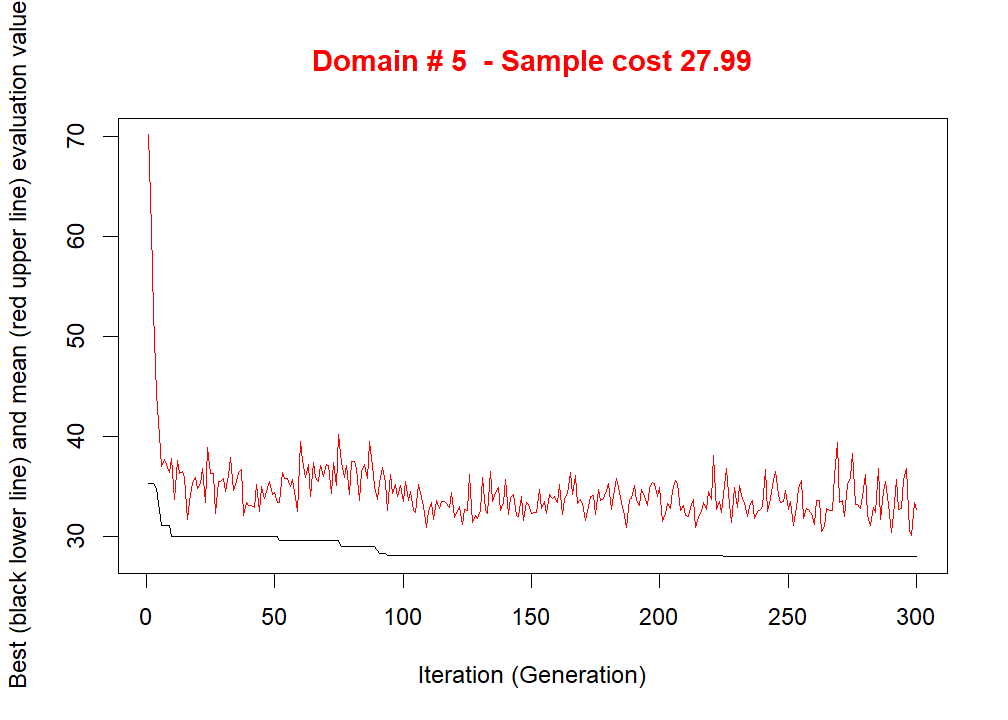 Domain # 5  - Sample cost 27.99
Best (black lower line) and mean (red upper line) evaluation value
70
60
50
40
30
0 50 100 150 200 250 300
Iteration (Generation)